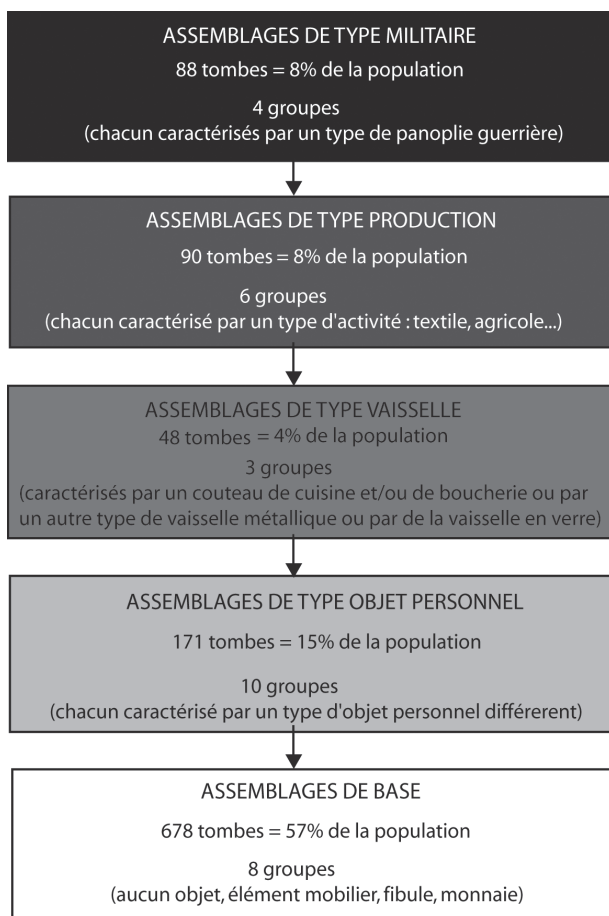 ASSEMBLAGES DE TYPE MILITAIRE
88 tombes = 8% de la population
4 groupes
(chacun caractérisés par un type de panoplie guerrière)
ASSEMBLAGES DE TYPE PRODUCTION
90 tombes = 8% de la population
6 groupes
(chacun caractérisé par un type d'activité : textile, agricole...)
ASSEMBLAGES DE TYPE VAISSELLE
48 tombes = 4% de la population
3 groupes
(caractérisés par un couteau de cuisine et/ou de boucherie ou par
un autre type de vaisselle métallique ou par de la vaisselle en verre)
ASSEMBLAGES DE TYPE OBJET PERSONNEL
171 tombes = 15% de la population
10 groupes
(chacun caractérisé par un type d'objet personnel différerent)
ASSEMBLAGES DE BASE
678 tombes = 57% de la population
8 groupes
(aucun objet, élément mobilier, fibule, monnaie)